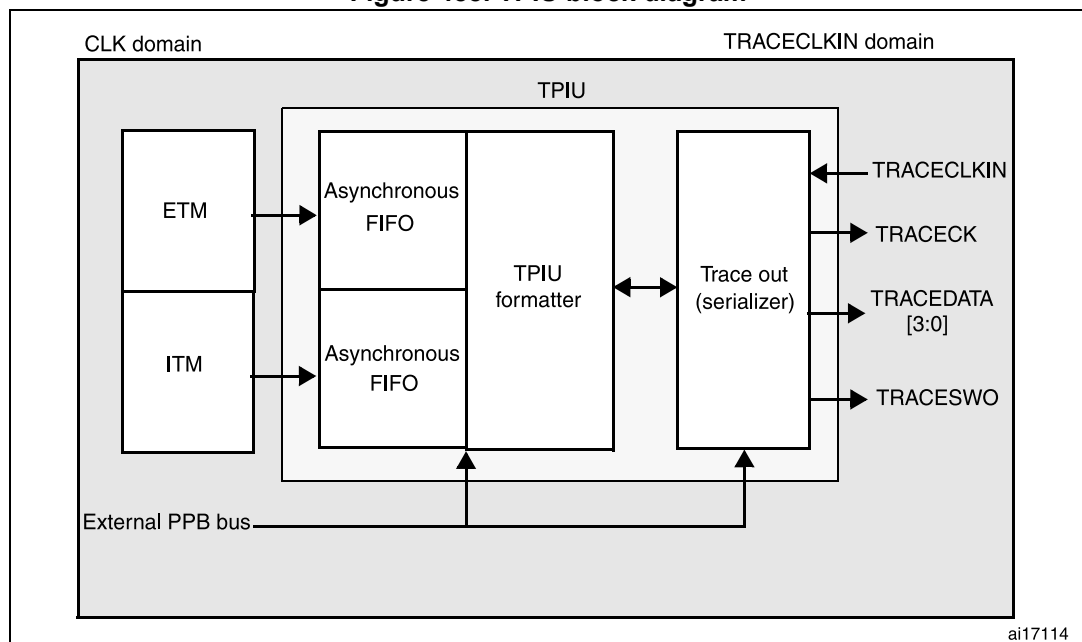 CLK domain
TRACECLKIN domain
TPIU
ETM
Asynchronous
FIFO
TPIU
formatter
Trace out
(serializer)
TRACECLKIN
TRACECK
TRACEDATA
[3:0]
TRACESWO
ITM
Asynchronous
FIFO
External PPB bus
ai17114